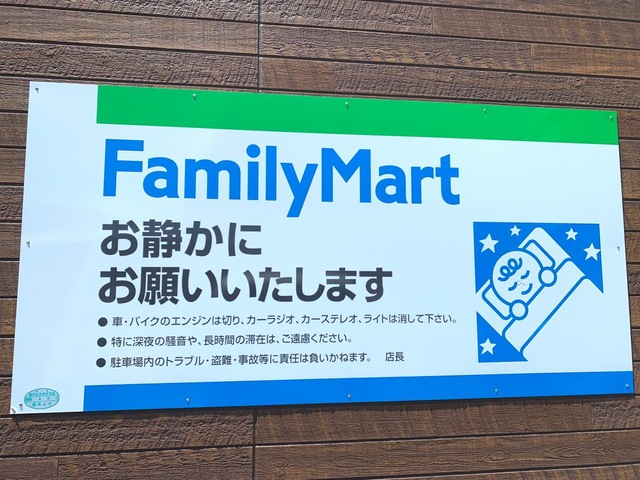 FamilyMart
お静かに
お願いいたします
● 車・バイクのエンジンは切り、カーラジオ、カーステレオ、ライトは消して下さい。
● 特に深夜の騒音や、長時間の滞在は、ご遠慮ください。
● 駐車場内のトラブル・盗難・事故等に責任は負いかねます。 店長